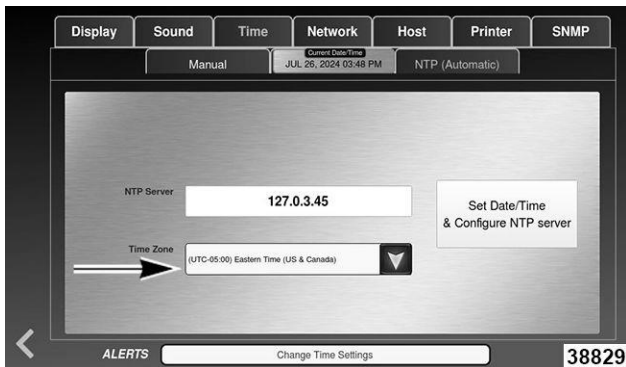 Display Sound Time Network Host Printer SNMP
Manual
Current Date/Time
JUL 26, 2024 03:48 PM
NTP (Automatic)
NTP Server
127.0.3.45
Set Date/Time
& Configure NTP server
Time Zone
(UTC-05:00) Eastern Time (US & Canada)
ALERTS
Change Time Settings
38829